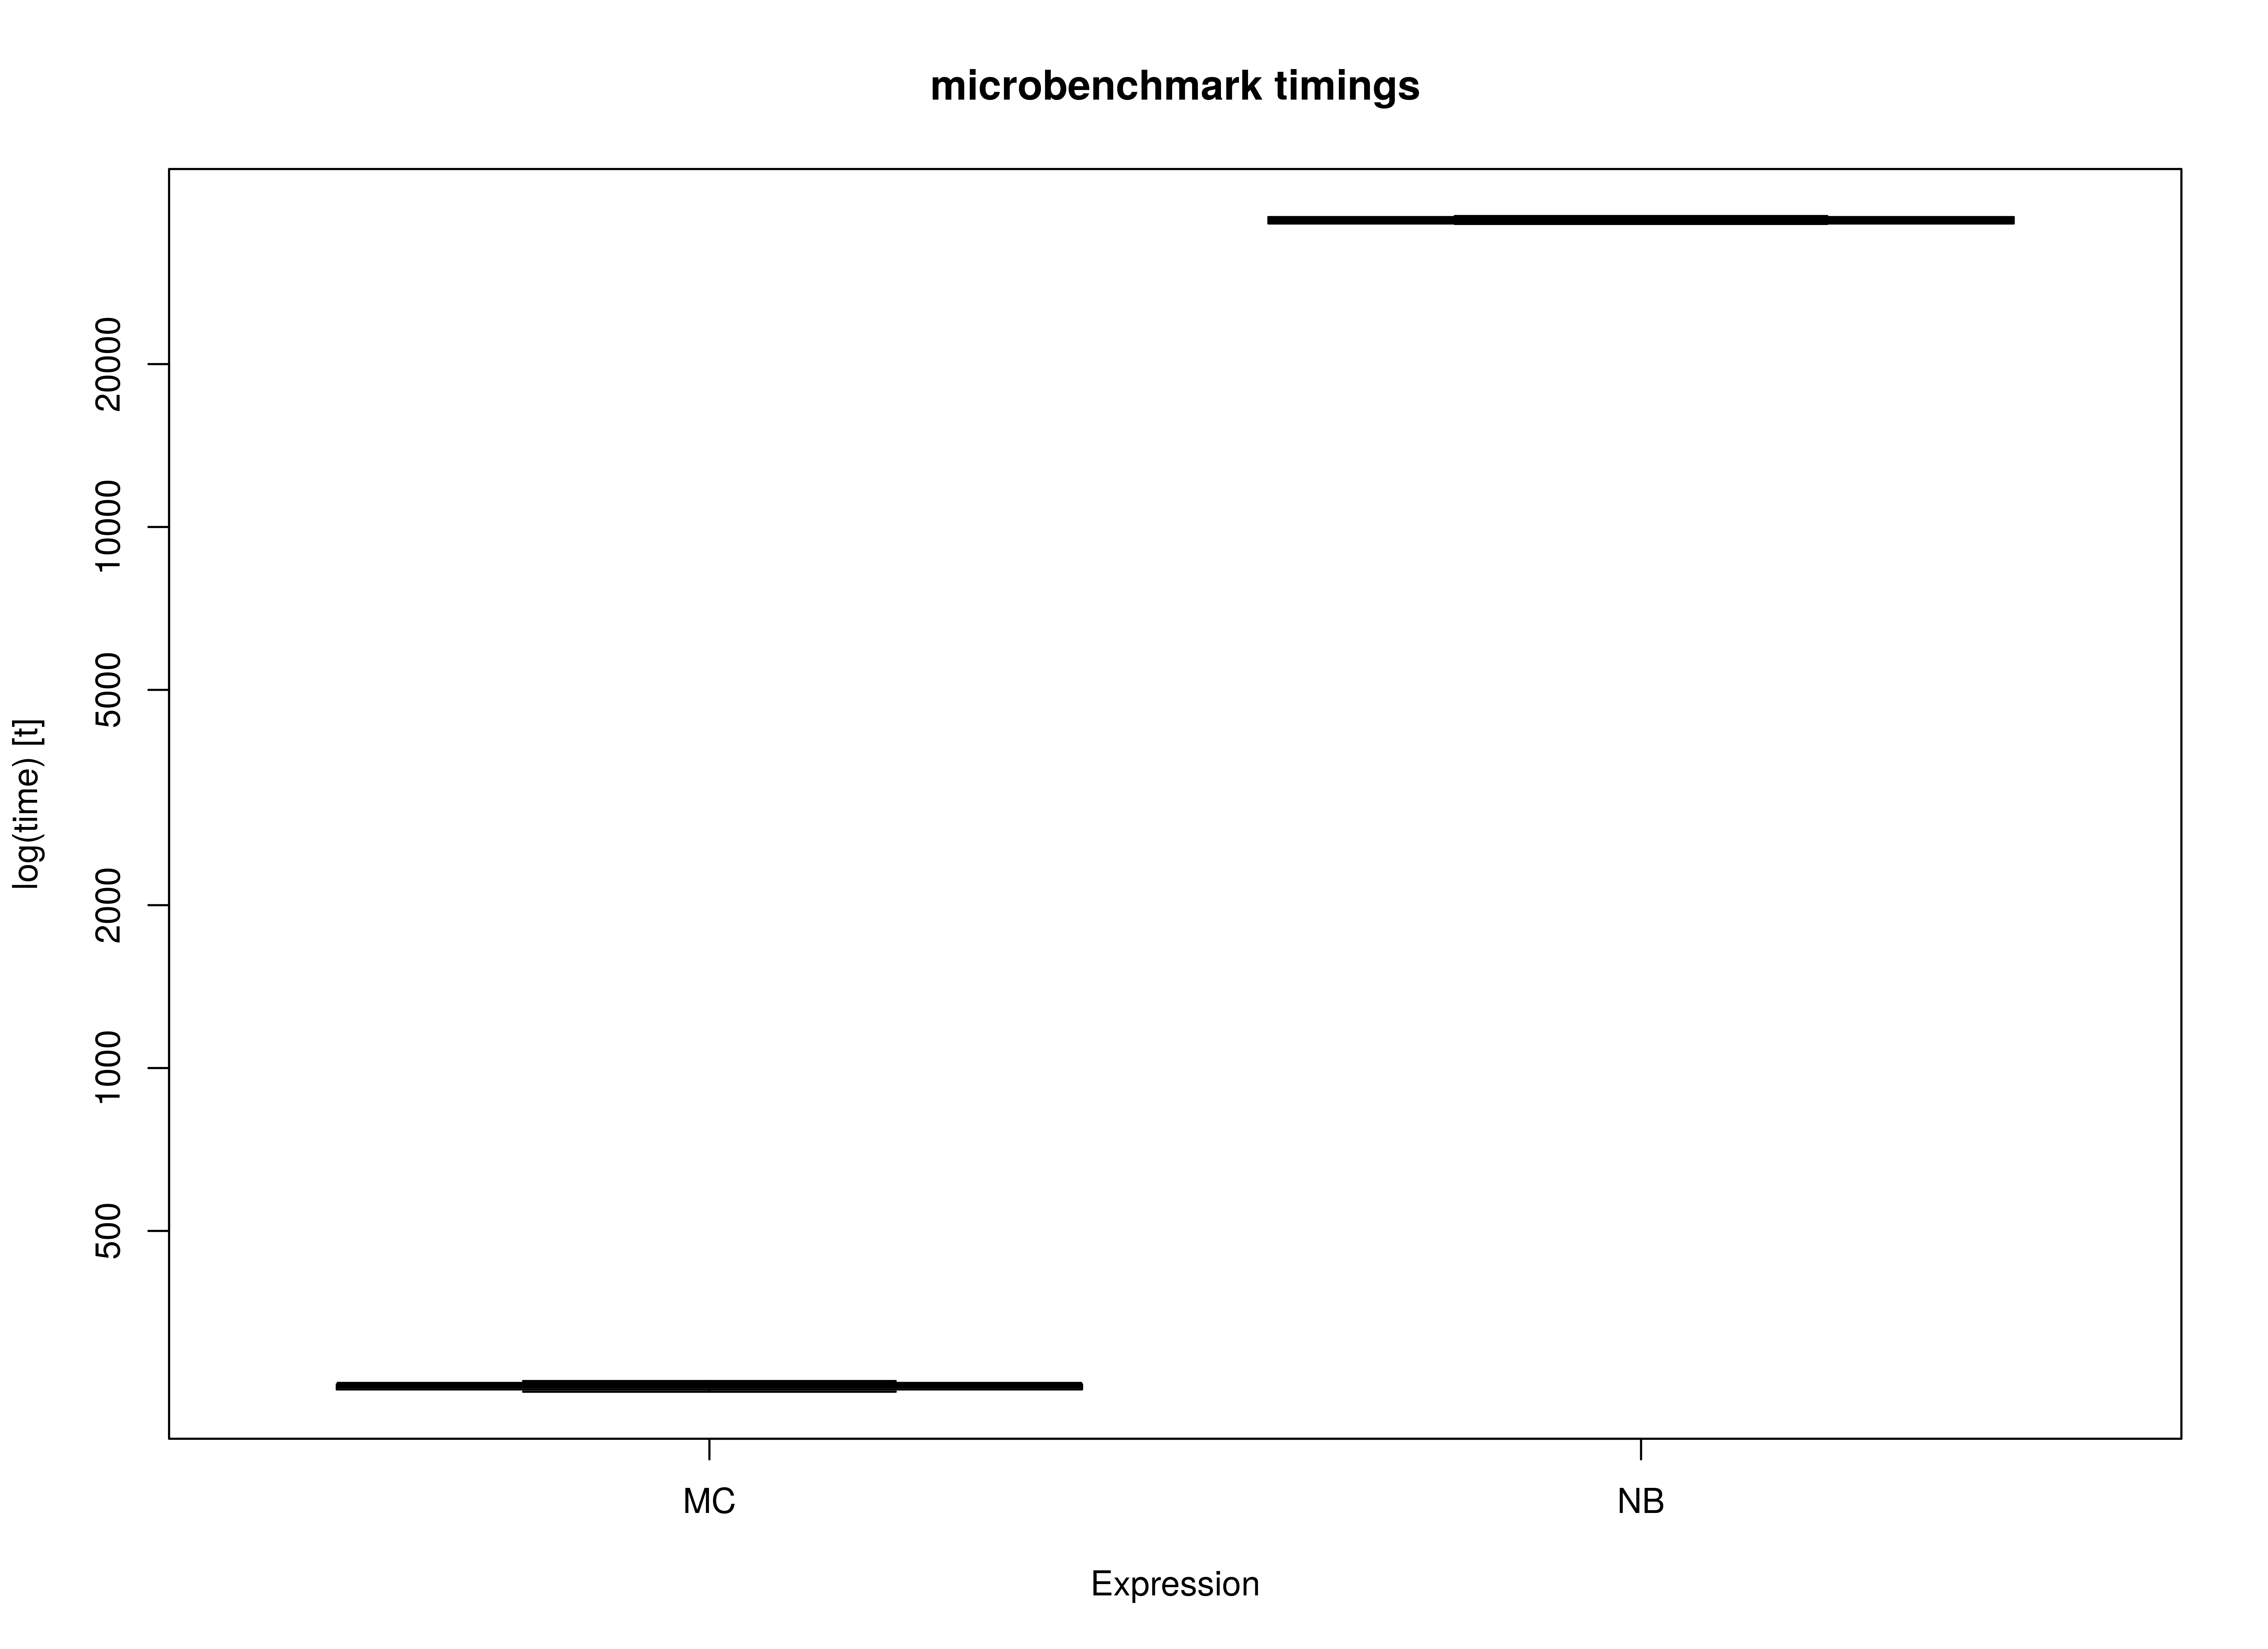 microbenchmark timings
log(time) [t]
20000
10000
5000
2000
1000
500
MC
NB
Expression